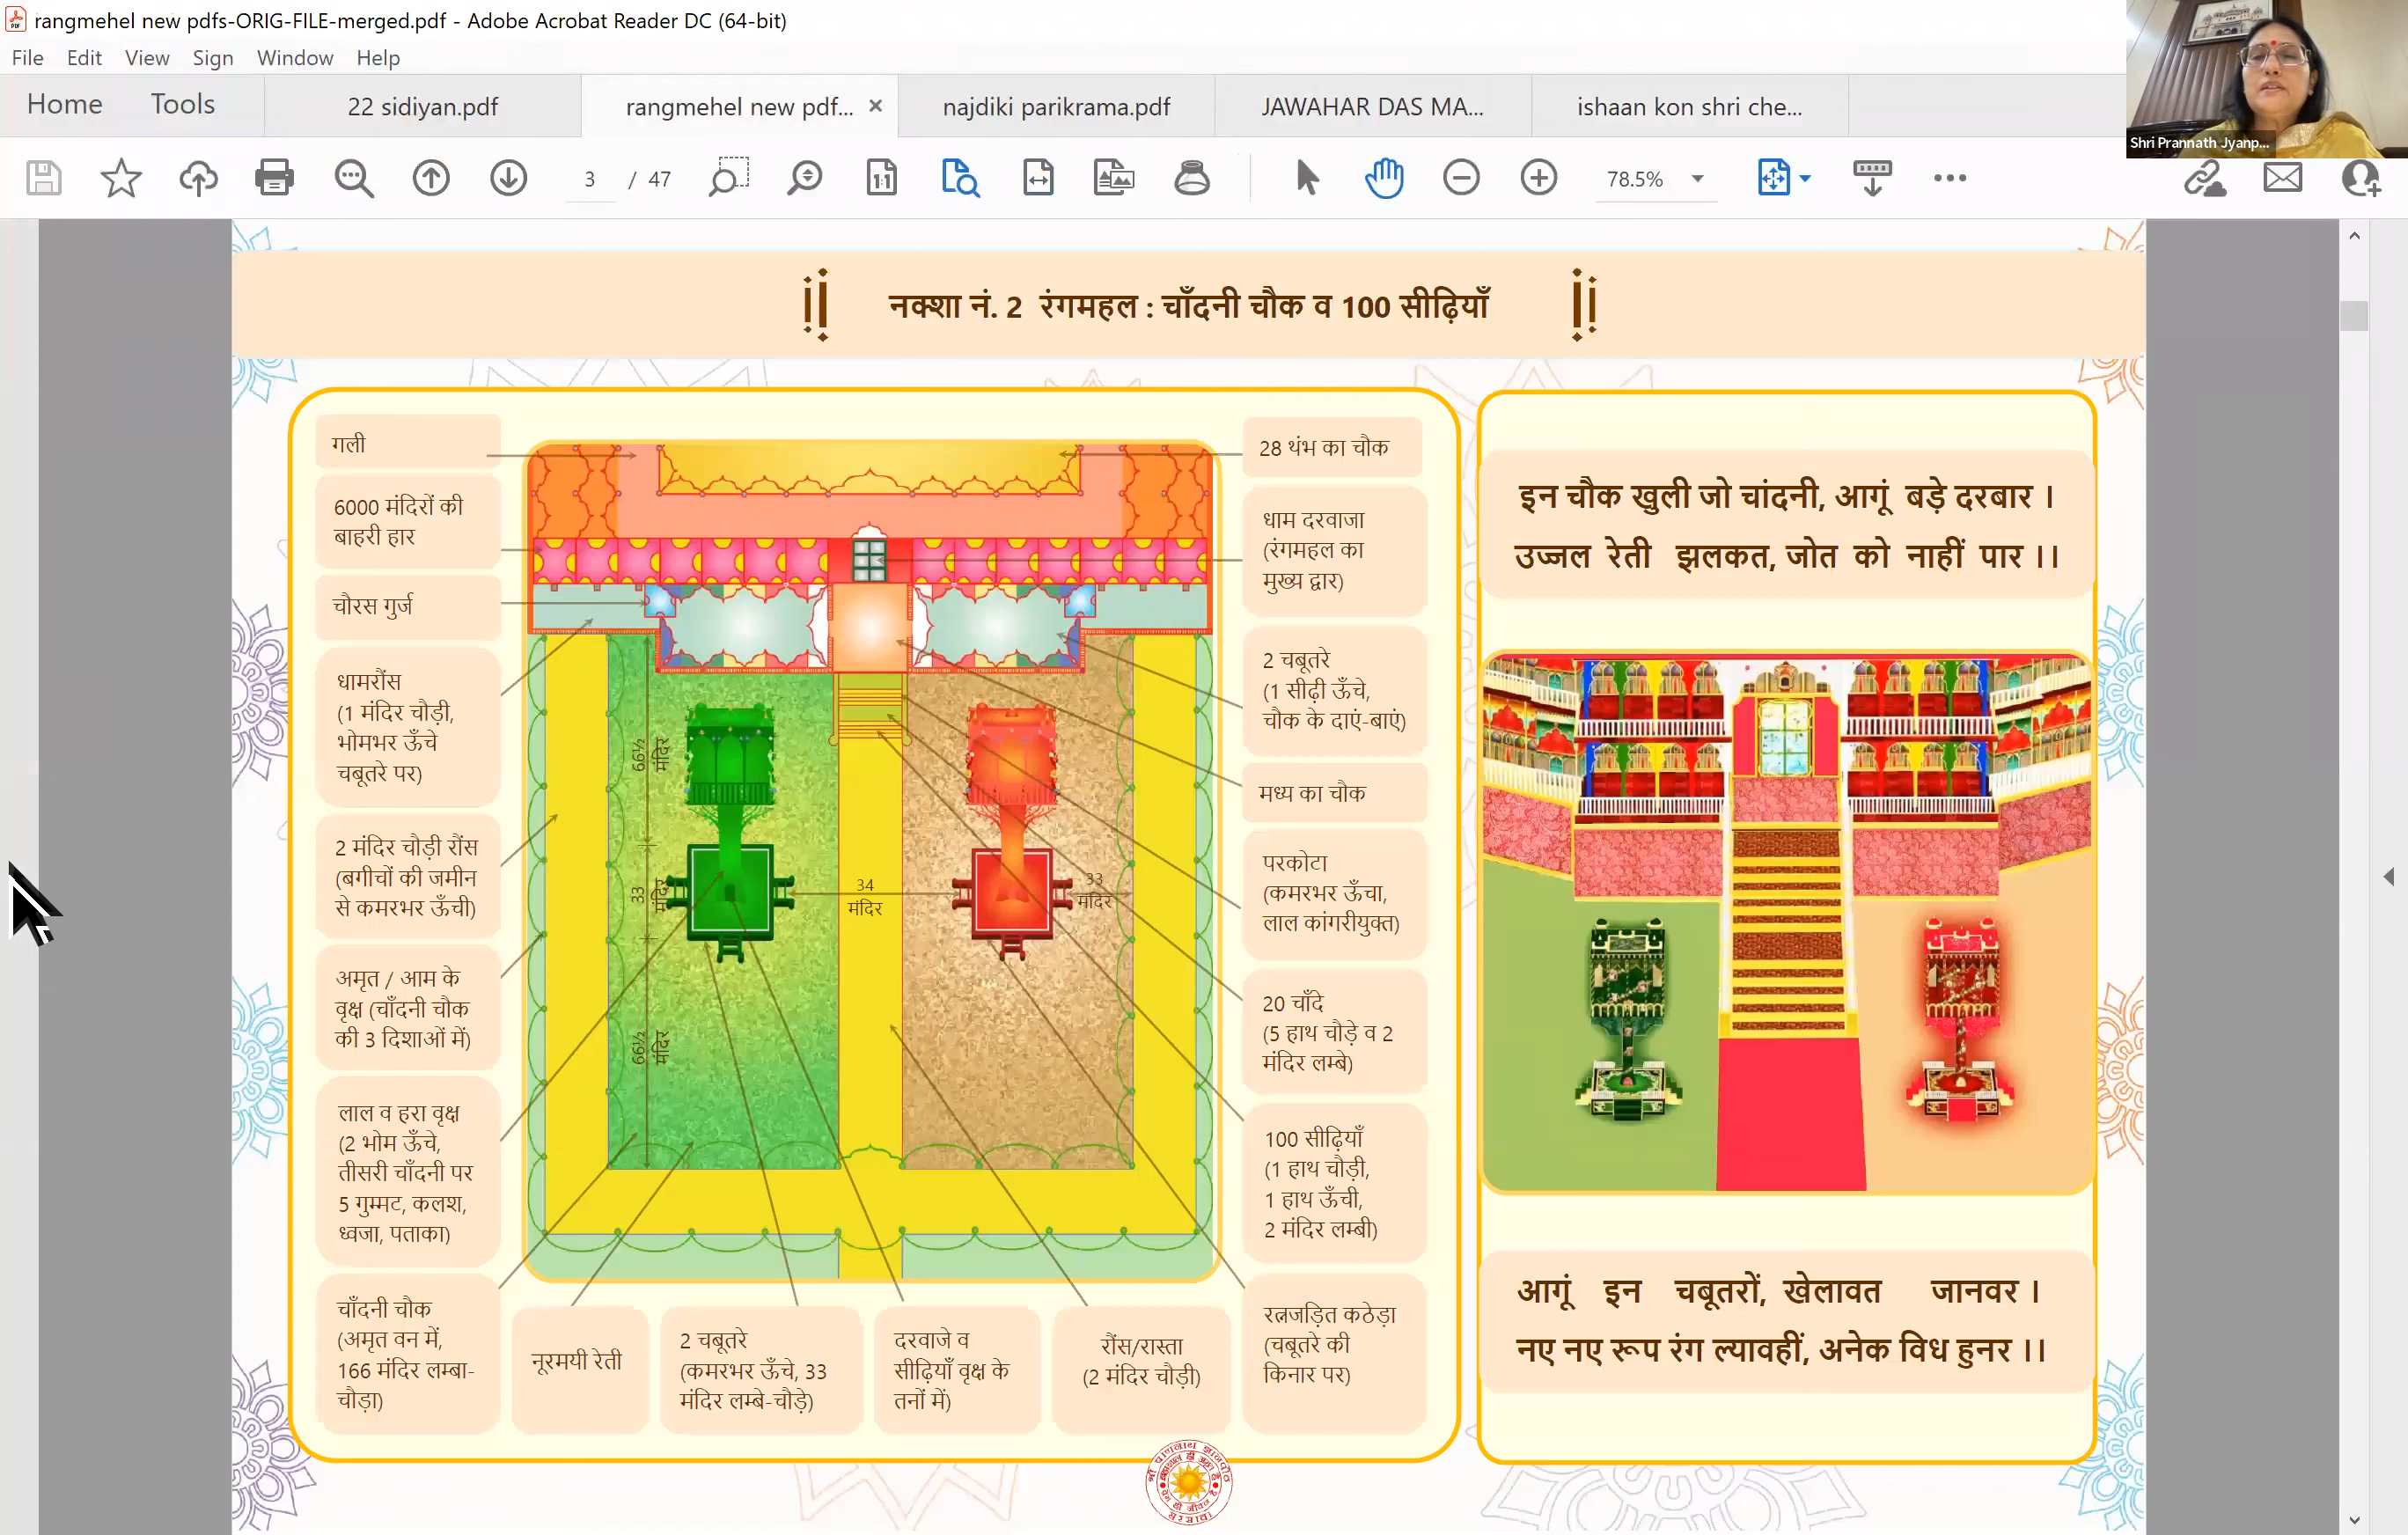 rangmehel new pdfs-ORIG-FILE-merged.pdf - Adobe Acrobat Reader DC (64-bit)
File Edit View Sign Window Help
Home Tools 22 sidiyan.pdf rangmehel new pdf... × najdiki parikrama.pdf JAWAHAR DAS MA... ishaan kon shri che...
Shri Prannath Jyanp...
3 / 47 78.5%
नक्शा नं. 2 रंगमहल : चाँदनी चौक व 100 सीढ़ियाँ
गली
6000 मंदिरों की
बाहरी हार
चौरस गुर्ज
धामरौंस
(1 मंदिर चौड़ी,
भोमभर ऊँचे
चबूतरे पर)
2 मंदिर चौड़ी रौंस
(बगीचों की जमीन
से कमरभर ऊँची)
अमृत / आम के
वृक्ष (चाँदनी चौक
की 3 दिशाओं में)
लाल व हरा वृक्ष
(2 भोम ऊँचे,
तीसरी चाँदनी पर
5 गुम्मट, कलश,
ध्वजा, पताका)
चाँदनी चौक
(अमृत वन में,
166 मंदिर लम्बा-
चौड़ा)
66½
मंदिर
33
मंदिर
66½
मंदिर
34
मंदिर
33
मंदिर
नूरमयी रेती
2 चबूतरे
(कमरभर ऊँचे, 33
मंदिर लम्बे-चौड़े)
दरवाजे व
सीढ़ियाँ वृक्ष के
तनों में)
रौंस/रास्ता
(2 मंदिर चौड़ी)
28 थंभ का चौक
धाम दरवाजा
(रंगमहल का
मुख्य द्वार)
2 चबूतरे
(1 सीढ़ी ऊँचे,
चौक के दाएं-बाएं)
मध्य का चौक
परकोटा
(कमरभर ऊँचा,
लाल कांगरीयुक्त)
20 चाँदे
(5 हाथ चौड़े व 2
मंदिर लम्बे)
100 सीढ़ियाँ
(1 हाथ चौड़ी,
1 हाथ ऊँची,
2 मंदिर लम्बी)
रत्नजड़ित कठेड़ा
(चबूतरे की
किनार पर)
इन चौक खुली जो चांदनी, आगूं बड़े दरबार ।
उज्जल रेती झलकत, जोत को नाहीं पार ।।
आगूं इन चबूतरों, खेलावत जानवर ।
नए नए रूप रंग ल्यावहीं, अनेक विध हुनर ।।